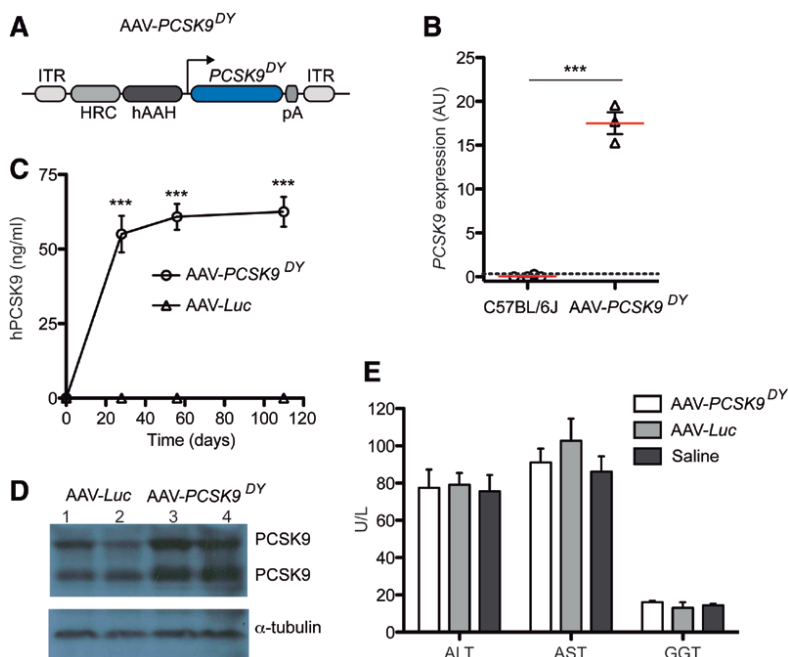 A
AAV-PCSK9DY
ITR
PCSK9DY
ITR
HRC
hAAH
pA
B
PCSK9 expression (AU)
25
20
15
10
5
0
***
C57BL/6J
AAV-PCSK9DY
C
hPCSK9 (ng/ml)
75
50
25
0
***
***
***
AAV-PCSK9DY
AAV-Luc
0 20 40 60 80 100 120
Time (days)
D
AAV-Luc AAV-PCSK9DY
1 2 3 4
PCSK9
PCSK9
α-tubulin
E
U/L
120
100
80
60
40
20
0
AAV-PCSK9DY
AAV-Luc
Saline
ALT AST GGT